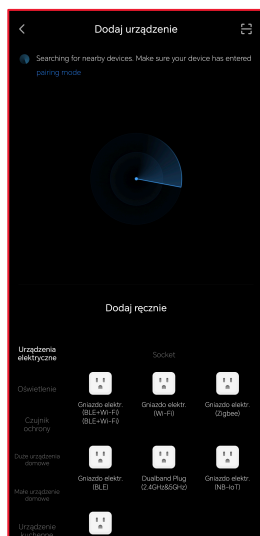 Dodaj urządzenie
Searching for nearby devices. Make sure your device has entered
pairing mode
Dodaj ręcznie
Urządzenia
elektryczne
Socket
Oświetlenie
Gniazdo elektr.
(BLE+Wi-Fi)
(BLE+Wi-Fi)
Gniazdo elektr.
(Wi-Fi)
Gniazdo elektr.
(Zigbee)
Czujnik
ochrony
Duże urządzenia
domowe
Gniazdo elektr.
(BLE)
Dualband Plug
(2.4GHz&5GHz)
Gniazdo elektr.
(NB-IoT)
Małe urządzenia
domowe
Urządzenie
kuchenne